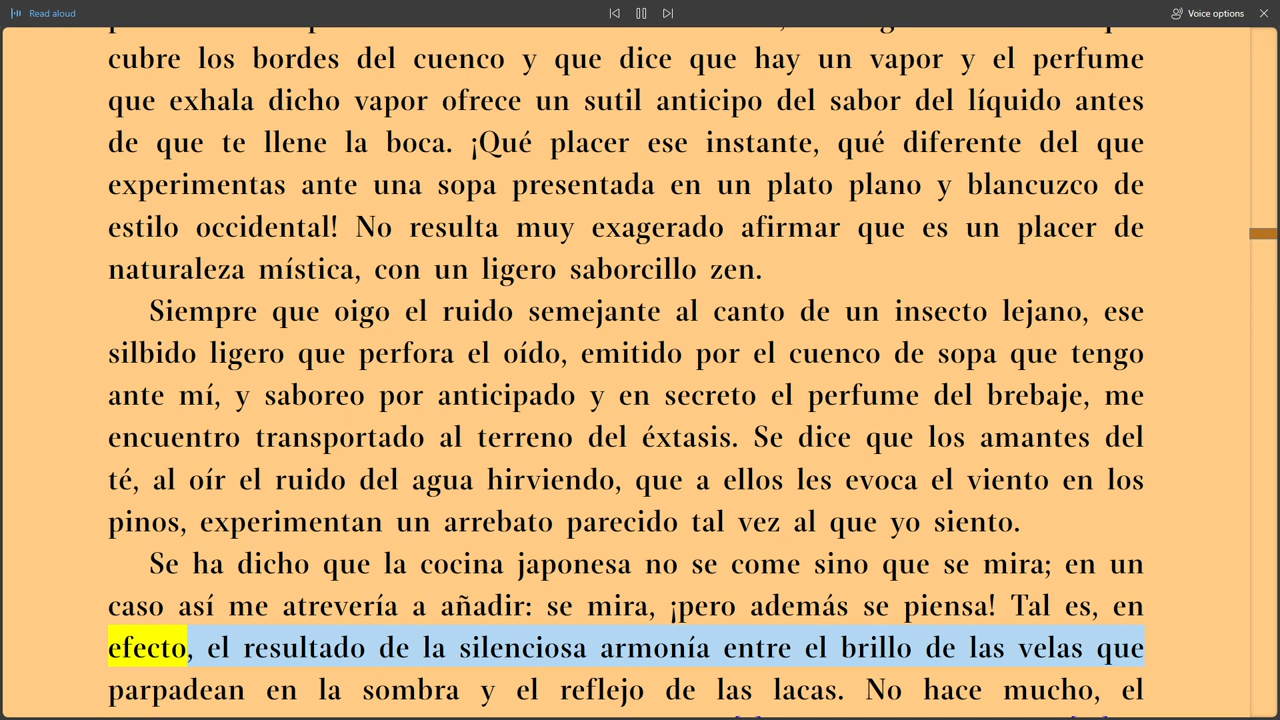 Read aloud
Voice options
cubre los bordes del cuenco y que dice que hay un vapor y el perfume
que exhala dicho vapor ofrece un sutil anticipo del sabor del líquido antes
de que te llene la boca. ¡Qué placer ese instante, qué diferente del que
experimentas ante una sopa presentada en un plato plano y blancuzco de
estilo occidental! No resulta muy exagerado afirmar que es un placer de
naturaleza mística, con un ligero saborcillo zen.
Siempre que oigo el ruido semejante al canto de un insecto lejano, ese
silbido ligero que perfora el oído, emitido por el cuenco de sopa que tengo
ante mí, y saboreo por anticipado y en secreto el perfume del brebaje, me
encuentro transportado al terreno del éxtasis. Se dice que los amantes del
té, al oír el ruido del agua hirviendo, que a ellos les evoca el viento en los
pinos, experimentan un arrebato parecido tal vez al que yo siento.
Se ha dicho que la cocina japonesa no se come sino que se mira; en un
caso así me atrevería a añadir: se mira, ¡pero además se piensa! Tal es, en
efecto, el resultado de la silenciosa armonía entre el brillo de las velas que
parpadean en la sombra y el reflejo de las lacas. No hace mucho, el